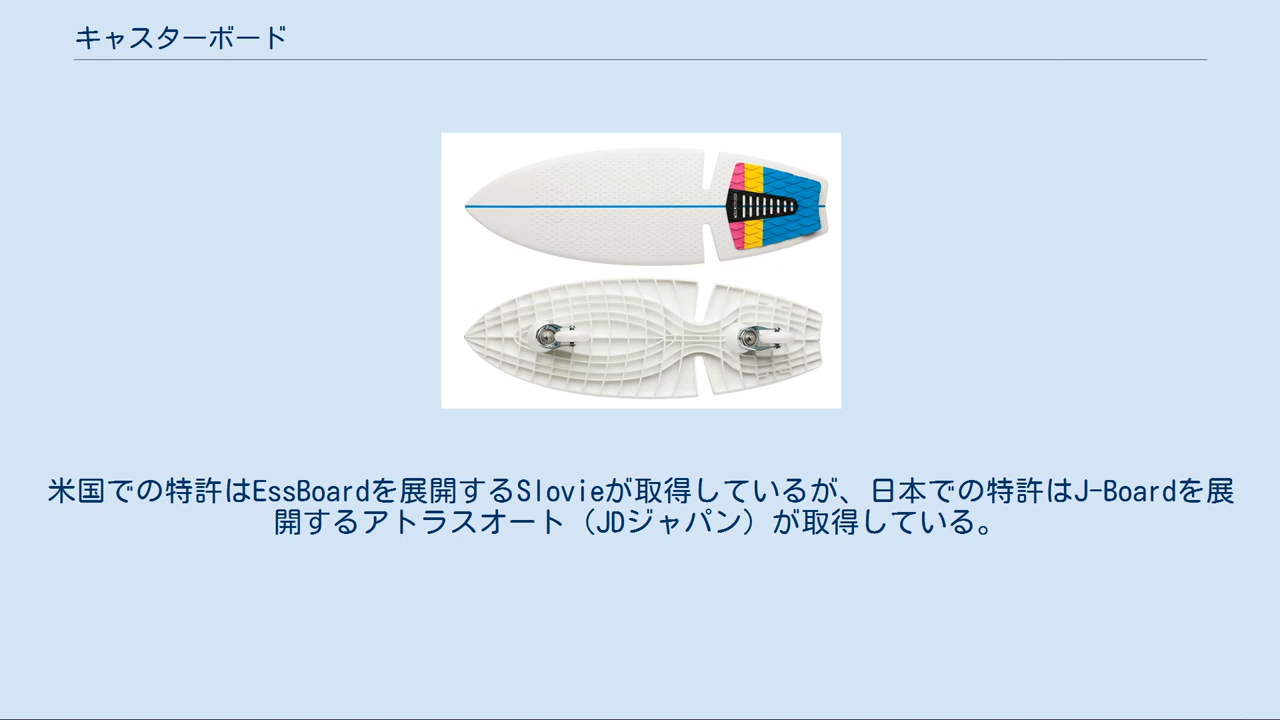 キャスターボード
米国での特許はEssBoardを展開するSlovieが取得しているが、日本での特許はJ-Boardを展
開するアトラスオート（JDジャパン）が取得している。